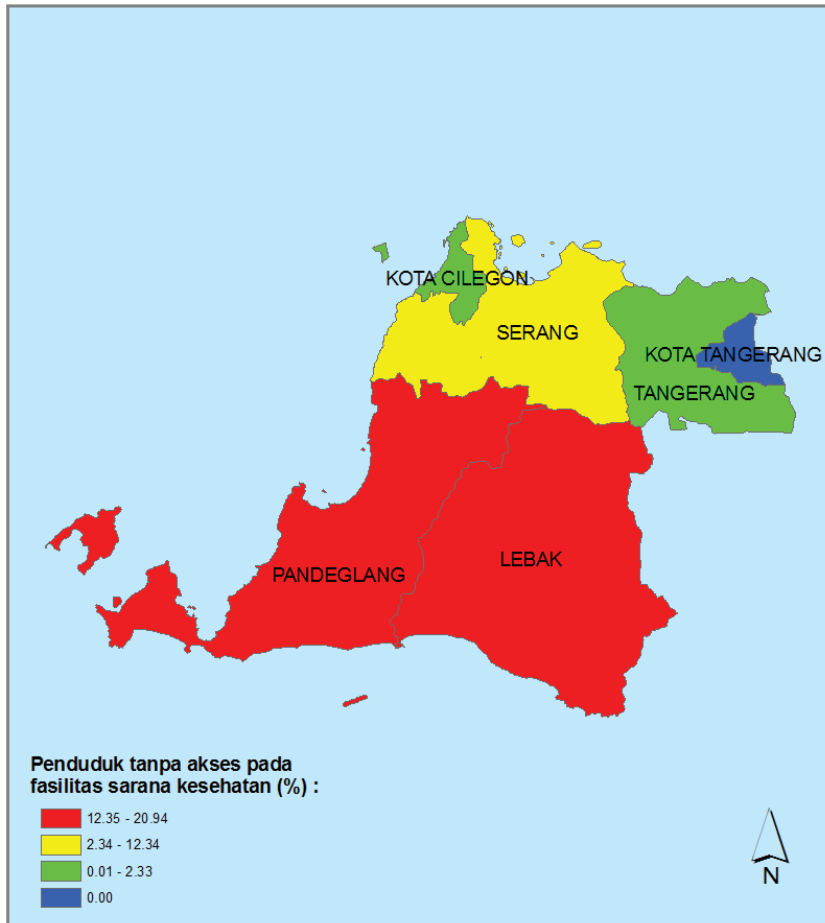 KOTA CILEGON
SERANG
KOTA TANGERANG
TANGERANG
PANDEGLANG
LEBAK
Penduduk tanpa akses pada
fasilitas sarana kesehatan (%) :
12.35 - 20.94
2.34 - 12.34
0.01 - 2.33
0.00
N